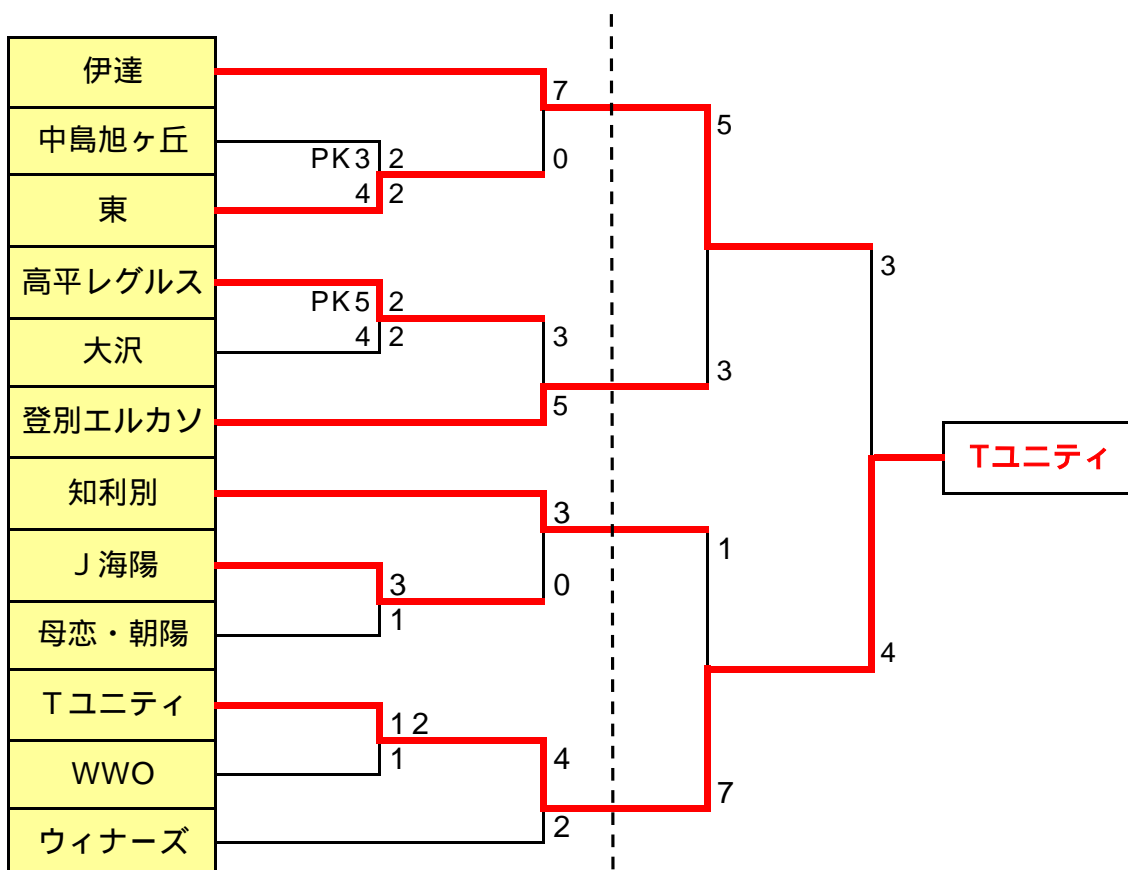 伊達
7
5
中島旭ヶ丘
PK3 2
0
4 2
東
3
高平レグルス
PK5 2
4 2
3
大沢
3
5
登別エルカソ
Tユニティ
知利別
3
1
J海陽
3
0
1
母恋・朝陽
4
Tユニティ
12
1
4
WWO
7
2
ウィナーズ